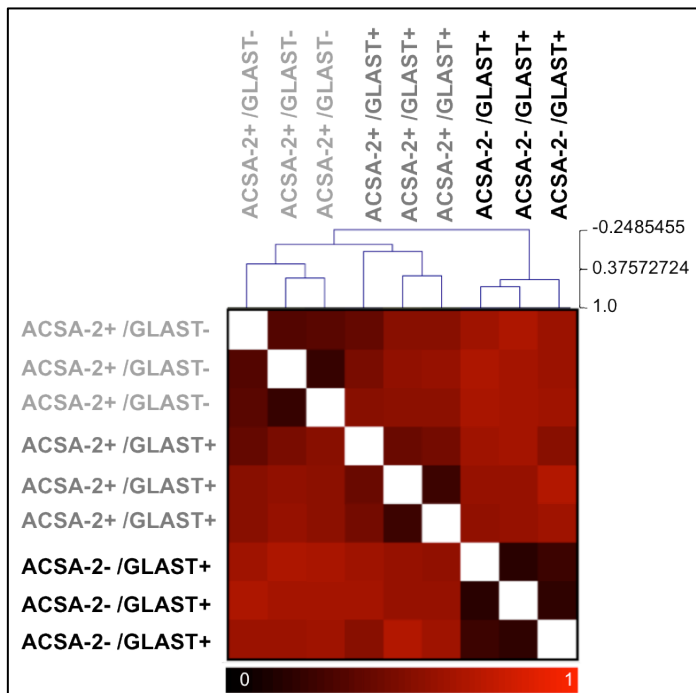 ACSA-2+ /GLAST-
ACSA-2+ /GLAST-
ACSA-2+ /GLAST-
ACSA-2+ /GLAST+
ACSA-2+ /GLAST+
ACSA-2+ /GLAST+
ACSA-2- /GLAST+
ACSA-2- /GLAST+
ACSA-2- /GLAST+
-0.2485455
0.37572724
1.0
ACSA-2+ /GLAST-
ACSA-2+ /GLAST-
ACSA-2+ /GLAST-
ACSA-2+ /GLAST+
ACSA-2+ /GLAST+
ACSA-2+ /GLAST+
ACSA-2- /GLAST+
ACSA-2- /GLAST+
ACSA-2- /GLAST+
0 1